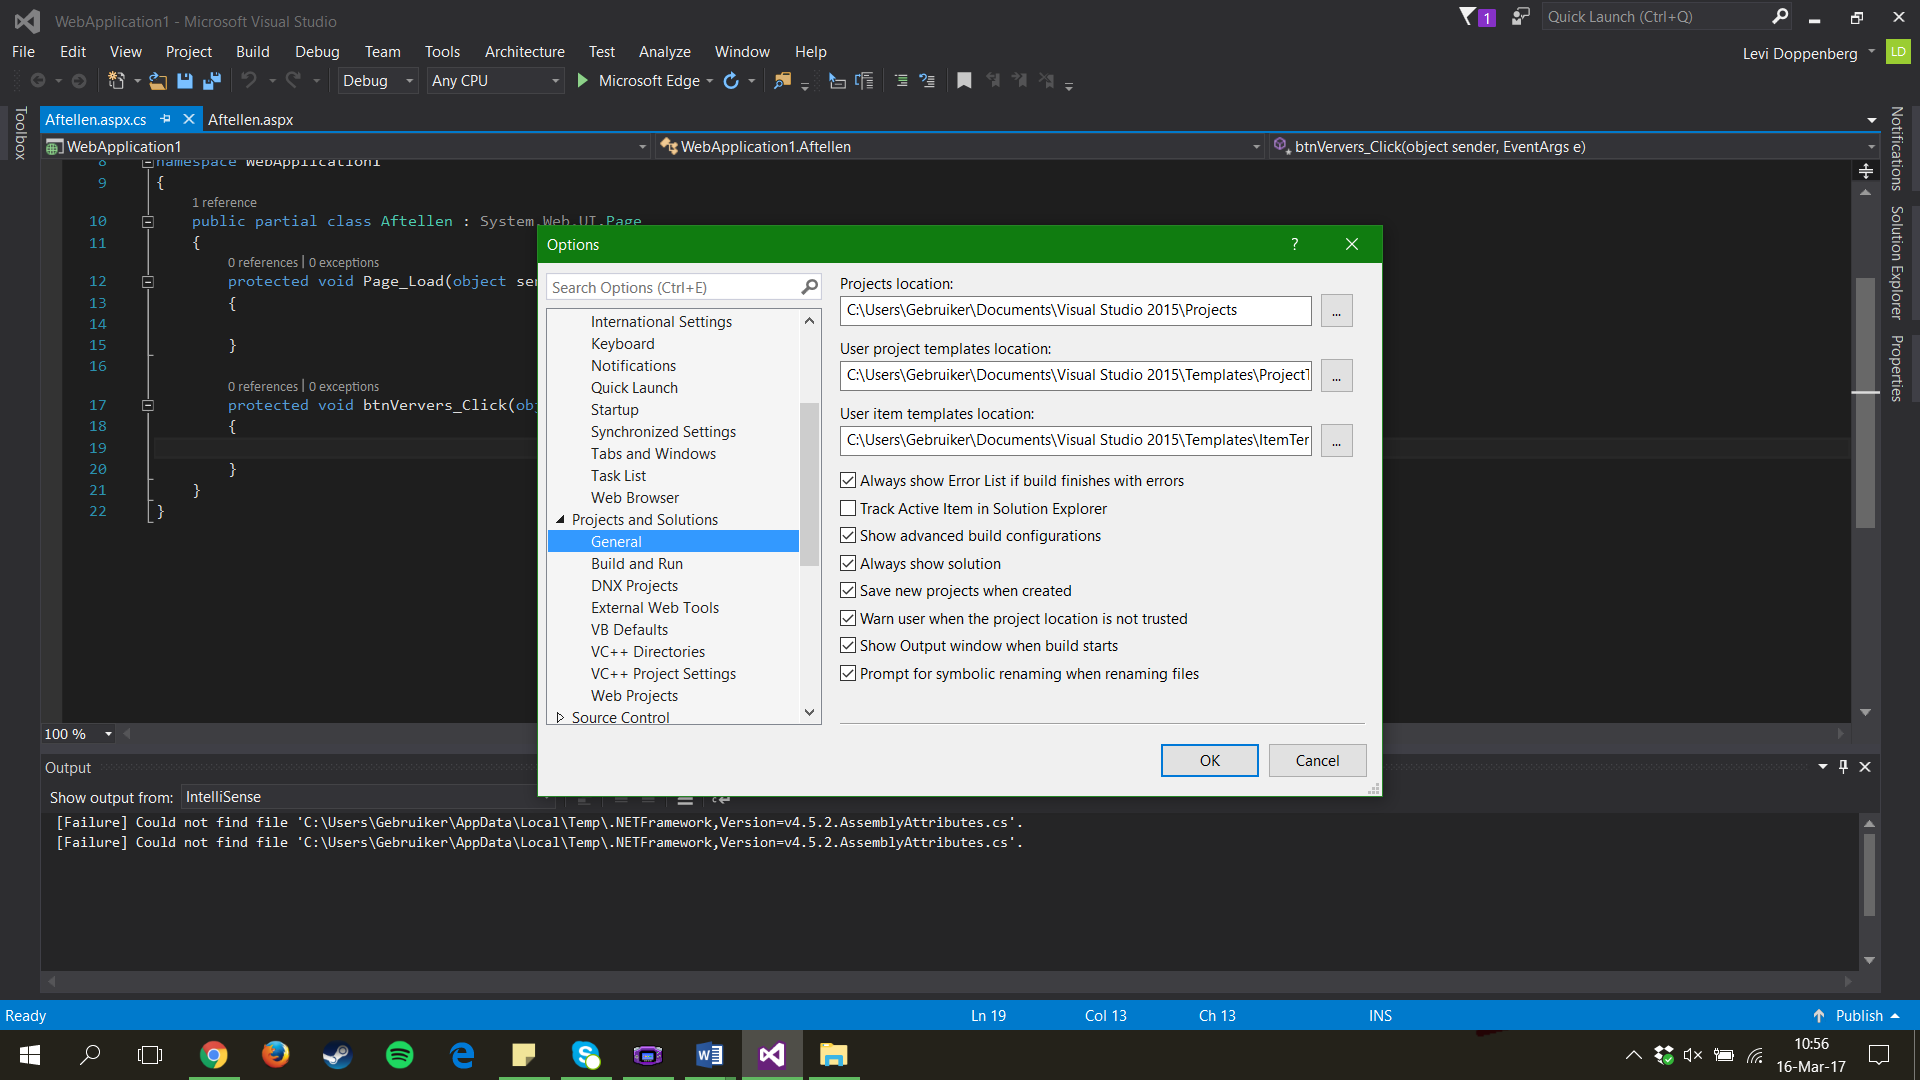 WebApplication1 - Microsoft Visual Studio
1
Quick Launch (Ctrl+Q)
File Edit View Project Build Debug Team Tools Architecture Test Analyze Window Help
Levi Doppenberg
LD
Debug
Any CPU
Microsoft Edge
Toolbox
Aftellen.aspx.cs
Aftellen.aspx
WebApplication1
WebApplication1.Aftellen
btnVervers_Click(object sender, EventArgs e)
8 namespace WebApplication1
9 {
1 reference
10 public partial class Aftellen : System.Web.UI.Page
11 {
0 references | 0 exceptions
12 protected void Page_Load(object
13 {
14
15 }
16
0 references | 0 exceptions
17 protected void btnVervers_Click(
18 {
19
20 }
21 }
22 }
100 %
Options
?
Search Options (Ctrl+E)
International Settings
Keyboard
Notifications
Quick Launch
Startup
Synchronized Settings
Tabs and Windows
Task List
Web Browser
Projects and Solutions
General
Build and Run
DNX Projects
External Web Tools
VB Defaults
VC++ Directories
VC++ Project Settings
Web Projects
Source Control
Projects location:
C:\Users\Gebruiker\Documents\Visual Studio 2015\Projects
...
User project templates location:
C:\Users\Gebruiker\Documents\Visual Studio 2015\Templates\ProjectT
...
User item templates location:
C:\Users\Gebruiker\Documents\Visual Studio 2015\Templates\ItemTer
...
Always show Error List if build finishes with errors
Track Active Item in Solution Explorer
Show advanced build configurations
Always show solution
Save new projects when created
Warn user when the project location is not trusted
Show Output window when build starts
Prompt for symbolic renaming when renaming files
OK
Cancel
Notifications
Solution Explorer
Properties
Output
Show output from: IntelliSense
[Failure] Could not find file 'C:\Users\Gebruiker\AppData\Local\Temp\.NETFramework,Version=v4.5.2.AssemblyAttributes.cs'.
[Failure] Could not find file 'C:\Users\Gebruiker\AppData\Local\Temp\.NETFramework,Version=v4.5.2.AssemblyAttributes.cs'.
Ready
Ln 19
Col 13
Ch 13
INS
Publish
10:56
16-Mar-17